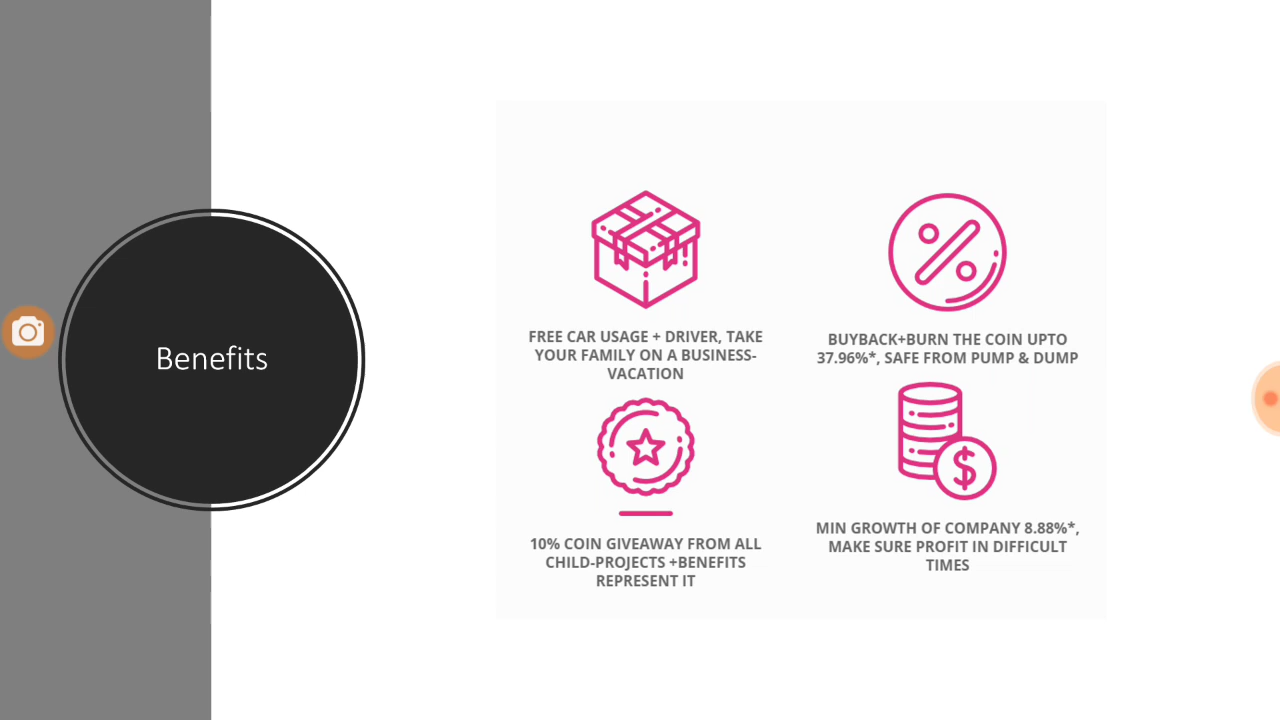 Benefits
FREE CAR USAGE + DRIVER, TAKE
YOUR FAMILY ON A BUSINESS-
VACATION
BUYBACK+BURN THE COIN UPTO
37.96%*, SAFE FROM PUMP & DUMP
10% COIN GIVEAWAY FROM ALL
CHILD-PROJECTS +BENEFITS
REPRESENT IT
MIN GROWTH OF COMPANY 8.88%*,
MAKE SURE PROFIT IN DIFFICULT
TIMES